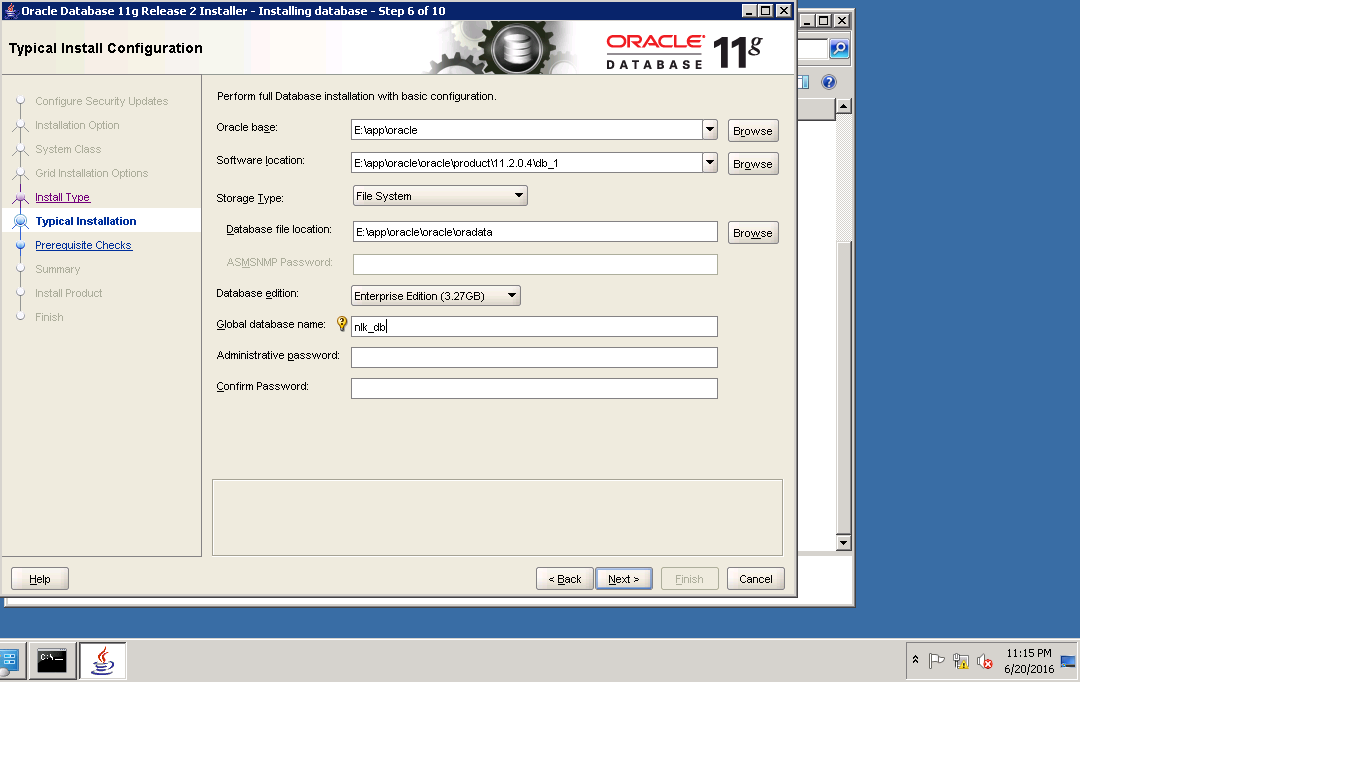 Oracle Database 11g Release 2 Installer - Installing database - Step 6 of 10
Typical Install Configuration
ORACLE
DATABASE
11g
Configure Security Updates
Installation Option
System Class
Grid Installation Options
Install Type
Typical Installation
Prerequisite Checks
Summary
Install Product
Finish
Perform full Database installation with basic configuration.
Oracle base: E:\app\oracle Browse
Software location: E:\app\oracle\oracle\product\11.2.0.4\db_1 Browse
Storage Type: File System
Database file location: E:\app\oracle\oracle\oradata Browse
ASMSNMP Password:
Database edition: Enterprise Edition (3.27GB)
Global database name: nlk_db
Administrative password:
Confirm Password:
Help < Back Next > Finish Cancel
C:\
11:15 PM
6/20/2016